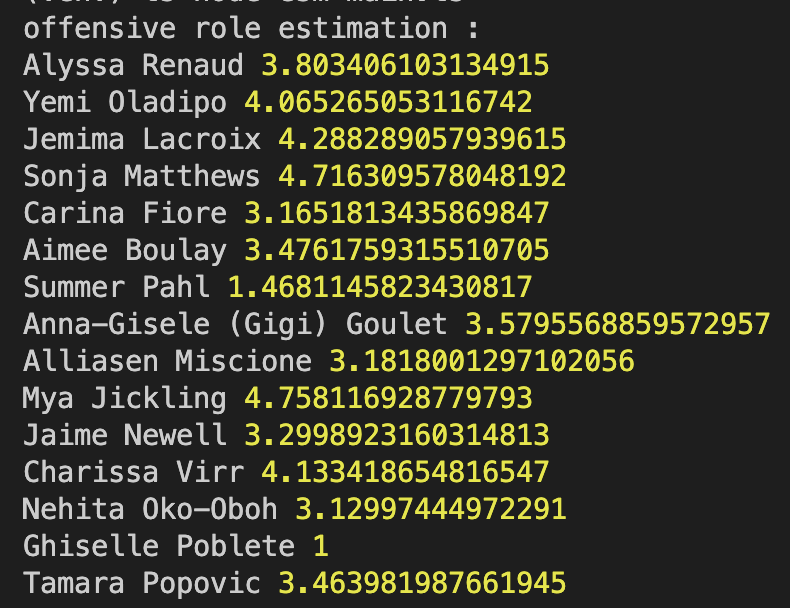 offensive role estimation :
Alyssa Renaud 3.803406103134915
Yemi Oladipo 4.065265053116742
Jemima Lacroix 4.288289057939615
Sonja Matthews 4.716309578048192
Carina Fiore 3.1651813435869847
Aimee Boulay 3.4761759315510705
Summer Pahl 1.4681145823430817
Anna-Gisele (Gigi) Goulet 3.5795568859572957
Alliasen Miscione 3.1818001297102056
Mya Jickling 4.758116928779793
Jaime Newell 3.2998923160314813
Charissa Virr 4.133418654816547
Nehita Oko-Oboh 3.12997444972291
Ghiselle Poblete 1
Tamara Popovic 3.463981987661945